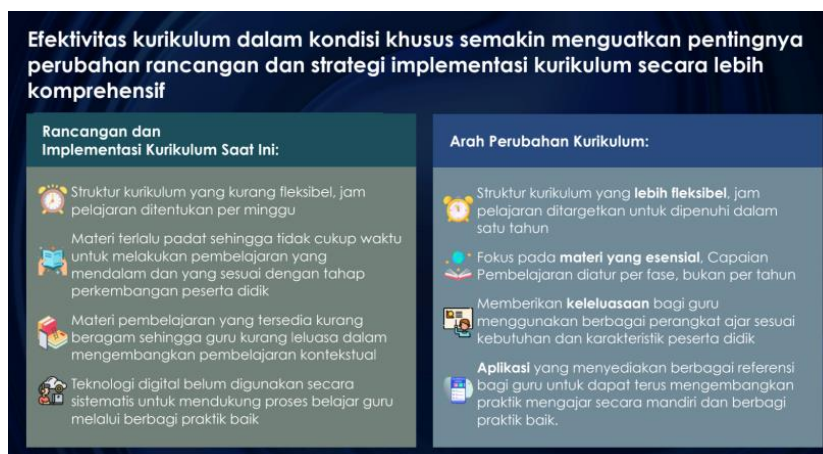 Efektivitas kurikulum dalam kondisi khusus semakin menguatkan pentingnya
perubahan rancangan dan strategi implementasi kurikulum secara lebih
komprehensif
Rancangan dan
Implementasi Kurikulum Saat Ini:
Struktur kurikulum yang kurang fleksibel, jam
pelajaran ditentukan per minggu
Materi terlalu padat sehingga tidak cukup waktu
untuk melakukan pembelajaran yang
mendalam dan yang sesuai dengan tahap
perkembangan peserta didik
Materi pembelajaran yang tersedia kurang
beragam sehingga guru kurang leluasa dalam
mengembangkan pembelajaran kontekstual
Teknologi digital belum digunakan secara
sistematis untuk mendukung proses belajar guru
melalui berbagi praktik baik
Arah Perubahan Kurikulum:
Struktur kurikulum yang lebih fleksibel, jam
pelajaran ditargetkan untuk dipenuhi dalam
satu tahun
Fokus pada materi yang esensial, Capaian
Pembelajaran diatur per fase, bukan per tahun
Memberikan keleluasaan bagi guru
menggunakan berbagai perangkat ajar sesuai
kebutuhan dan karakteristik peserta didik
Aplikasi yang menyediakan berbagai referensi
bagi guru untuk dapat terus mengembangkan
praktik mengajar secara mandiri dan berbagi
praktik baik.